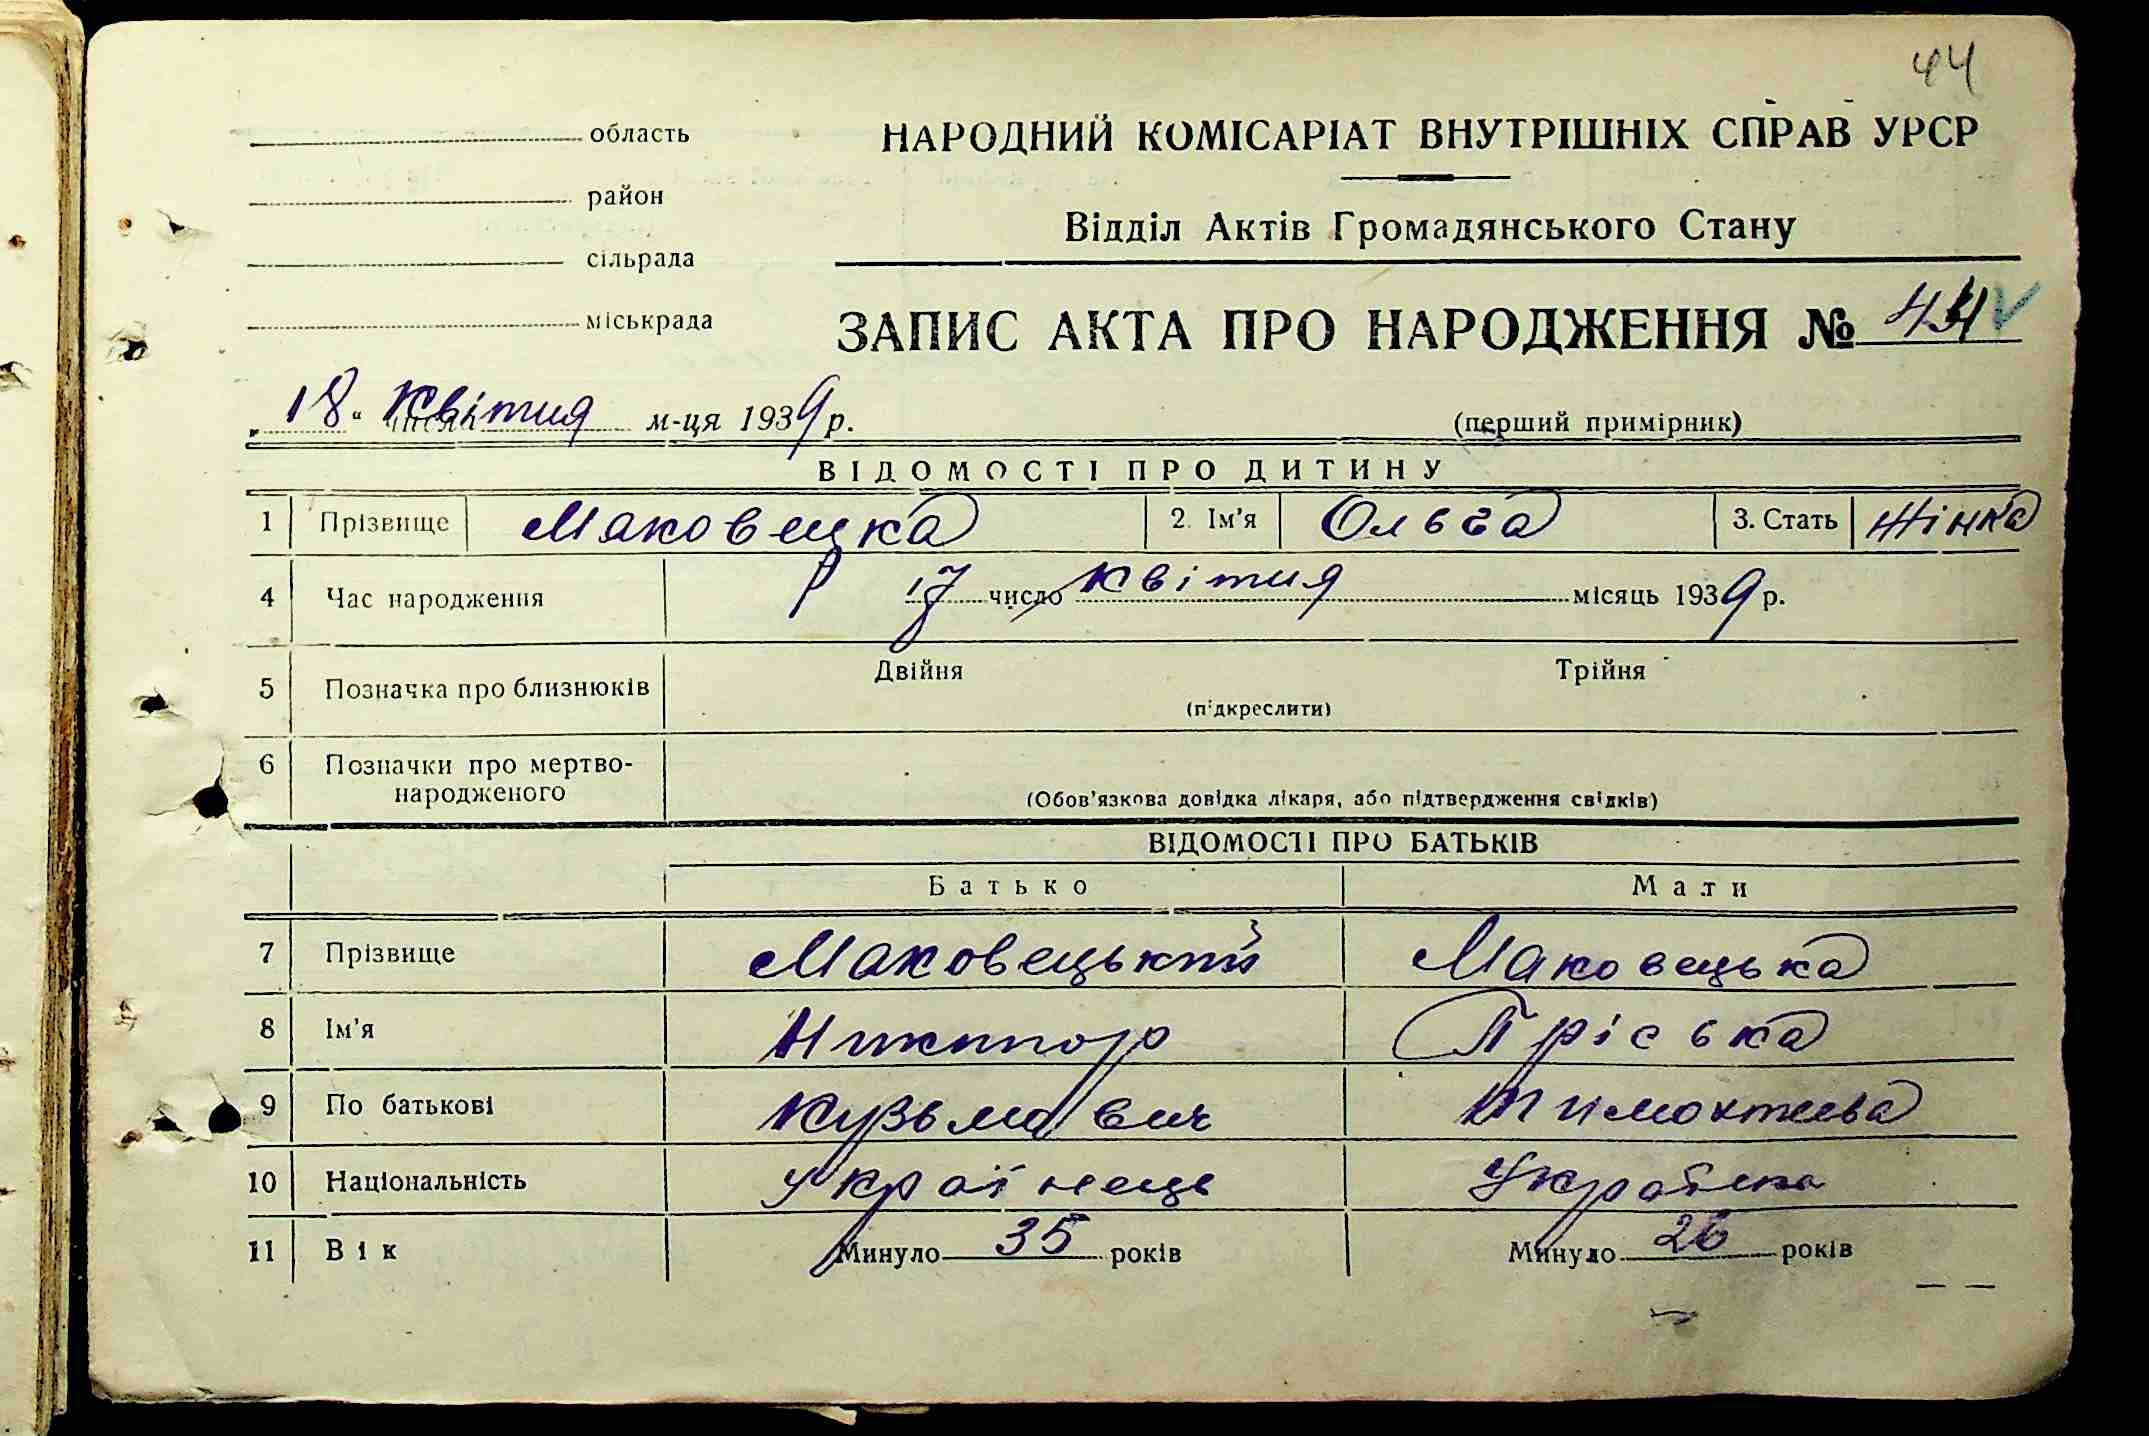 44
область
район
сільрада
міськрада
НАРОДНИЙ КОМІСАРІАТ ВНУТРІШНІХ СПРАВ УРСР
Відділ Актів Громадянського Стану
ЗАПИС АКТА ПРО НАРОДЖЕННЯ № 44
„18“ Квітня м-ця 1939 р.
(перший примірник)
ВІДОМОСТІ ПРО ДИТИНУ
1 Прізвище Маковецка 2. Ім'я Ольга 3. Стать жінка
4 Час народження 17 число квітня місяць 1939 р.
5 Позначка про близнюків Двійня Трійня
(підкреслити)
6 Позначки про мертво-
народженого
(Обов'язкова довідка лікаря, або підтвердження свідків)
ВІДОМОСТІ ПРО БАТЬКІВ
Батько Мати
7 Прізвище Маковецький Маковецька
8 Ім'я Никипор Пріська
9 По батькові Кузьмович
10 Національність Українець Українка
11 Вік Минуло 35 років Минуло 26 років